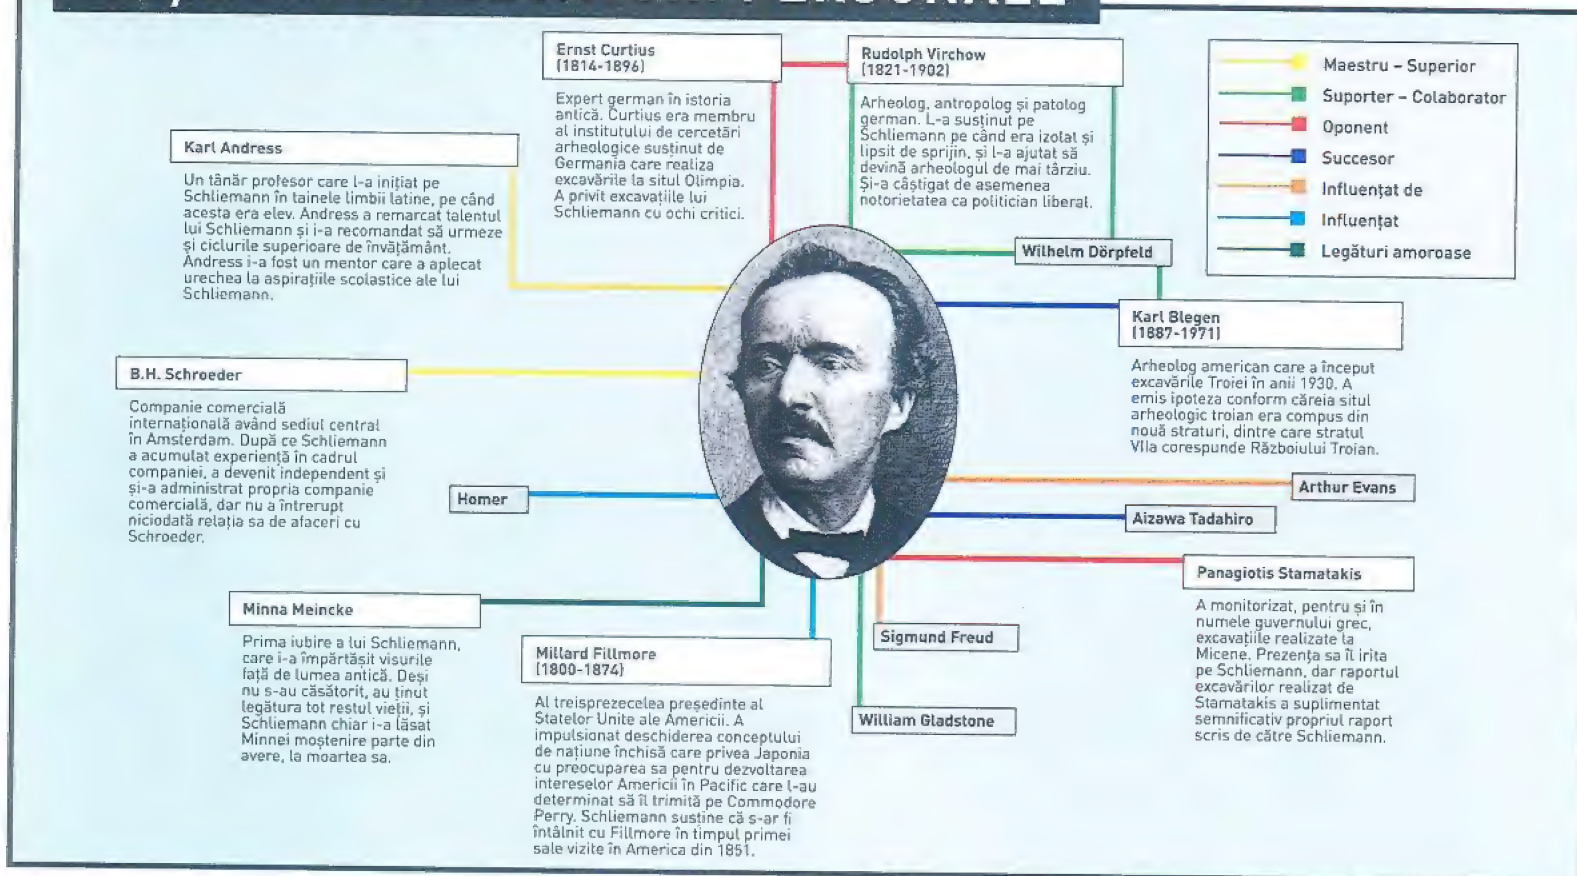 Ernst Curtius
(1814-1896)
Expert german în istoria
antică. Curtius era membru
al institutului de cercetări
arheologice susținut de
Germania care realiza
excavările la situl Olimpia.
A privit excavațiile lui
Schliemann cu ochi critici.
Rudolph Virchow
(1821-1902)
Arheolog, antropolog și patolog
german. L-a susținut pe
Schliemann pe când era izolat și
lipsit de sprijin, și l-a ajutat să
devină arheologul de mai târziu.
Și-a câștigat de asemenea
notorietatea ca politician liberal.
Maestru – Superior
Suporter – Colaborator
Oponent
Succesor
Influențat de
Influențat
Legături amoroase
Karl Andress
Un tânăr profesor care l-a inițiat pe
Schliemann în tainele limbii latine, pe când
acesta era elev. Andress a remarcat talentul
lui Schliemann și i-a recomandat să urmeze
și ciclurile superioare de învățământ.
Andress i-a fost un mentor care a aplecat
urechea la aspirațiile scolastice ale lui
Schliemann.
Wilhelm Dörpfeld
Karl Blegen
(1887-1971)
Arheolog american care a început
excavările Troiei în anii 1930. A
emis ipoteza conform căreia situl
arheologic troian era compus din
nouă straturi, dintre care stratul
VIIa corespunde Războiului Troian.
B.H. Schroeder
Companie comercială
internațională având sediul central
în Amsterdam. După ce Schliemann
a acumulat experiență în cadrul
companiei, a devenit independent și
și-a administrat propria companie
comercială, dar nu a întrerupt
niciodată relația sa de afaceri cu
Schroeder.
Homer
Arthur Evans
Aizawa Tadahiro
Panagiotis Stamatakis
A monitorizat, pentru și în
numele guvernului grec,
excavațiile realizate la
Micene. Prezența sa îl irita
pe Schliemann, dar raportul
excavărilor realizat de
Stamatakis a suplimentat
semnificativ propriul raport
scris de către Schliemann.
Minna Meincke
Prima iubire a lui Schliemann,
care i-a împărtășit visurile
față de lumea antică. Deși
nu s-au căsătorit, au ținut
legătura tot restul vieții, și
Schliemann chiar i-a lăsat
Minnei moștenire parte din
avere, la moartea sa.
Millard Fillmore
(1800-1874)
Al treisprezecelea președinte al
Statelor Unite ale Americii. A
impulsionat deschiderea conceptului
de națiune închisă care privea Japonia
cu preocuparea sa pentru dezvoltarea
intereselor Americii în Pacific care l-au
determinat să îl trimită pe Commodore
Perry. Schliemann susține că s-ar fi
întâlnit cu Fillmore în timpul primei
sale vizite în America din 1851.
Sigmund Freud
William Gladstone